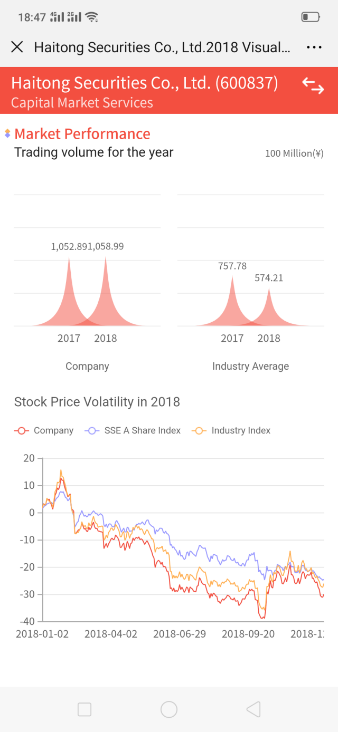 18:47 4G 2G
Haitong Securities Co., Ltd.2018 Visual...
Haitong Securities Co., Ltd. (600837)
Capital Market Services
Market Performance
Trading volume for the year
100 Million(¥)
1,052.89
1,058.99
757.78
574.21
2017 2018
2017 2018
Company
Industry Average
Stock Price Volatility in 2018
Company SSE A Share Index Industry Index
20
10
0
-10
-20
-30
-40
2018-01-02 2018-04-02 2018-06-29 2018-09-20 2018-1